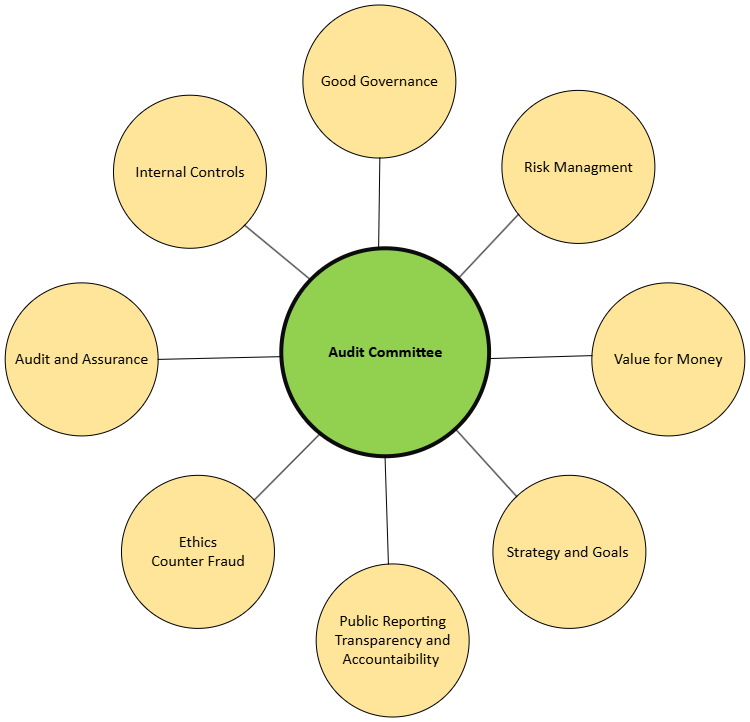 Good Governance
Risk Managment
Internal Controls
Audit Committee
Audit and Assurance
Value for Money
Ethics
Counter Fraud
Strategy and Goals
Public Reporting
Transparency and
Accountaibility